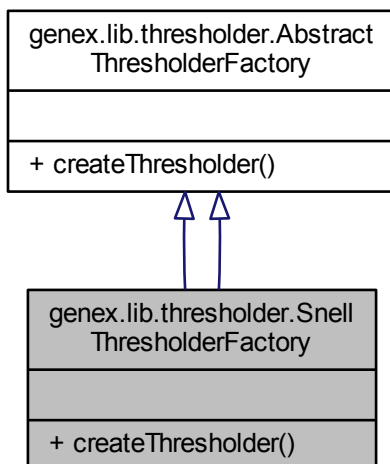 genex.lib.thresholder.Abstract
ThresholderFactory
+ createThresholder()
genex.lib.thresholder.Snell
ThresholderFactory
+ createThresholder()